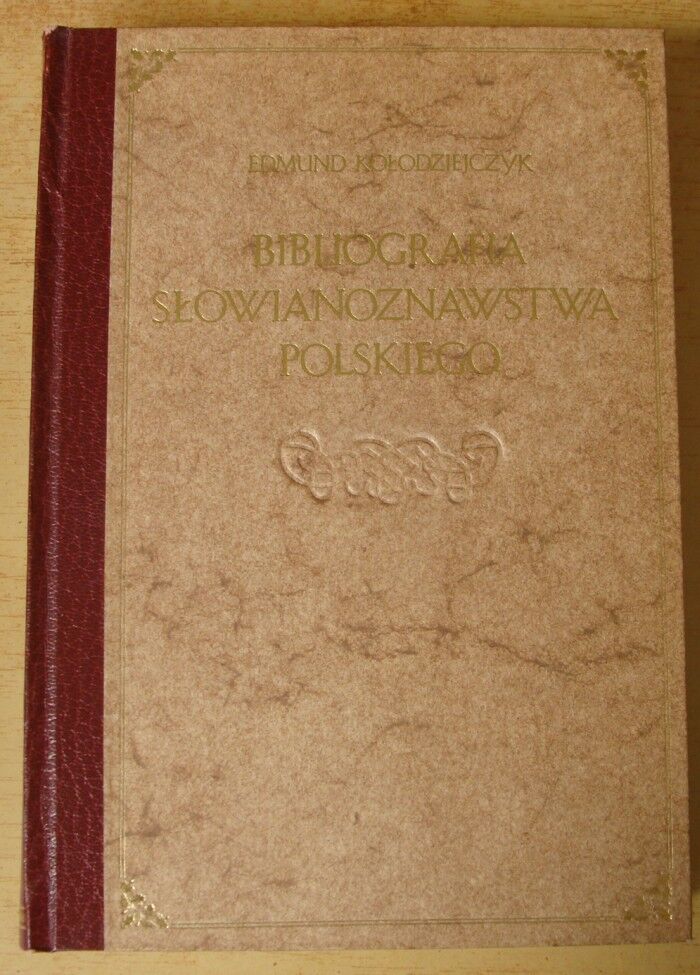 EDMUND KOŁODZIEJCZYK
BIBLIOGRAFIA
SŁOWIANOZNAWSTWA
POLSKIEGO